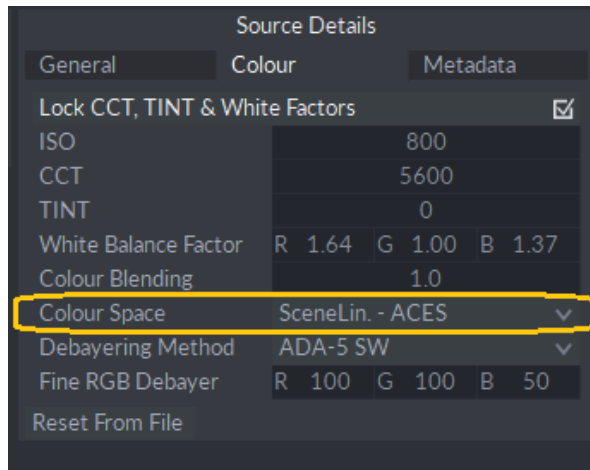 Source Details
General Colour Metadata
Lock CCT, TINT & White Factors
ISO 800
CCT 5600
TINT 0
White Balance Factor R 1.64 G 1.00 B 1.37
Colour Blending 1.0
Colour Space SceneLin. - ACES
Debayering Method ADA-5 SW
Fine RGB Debayer R 100 G 100 B 50
Reset From File